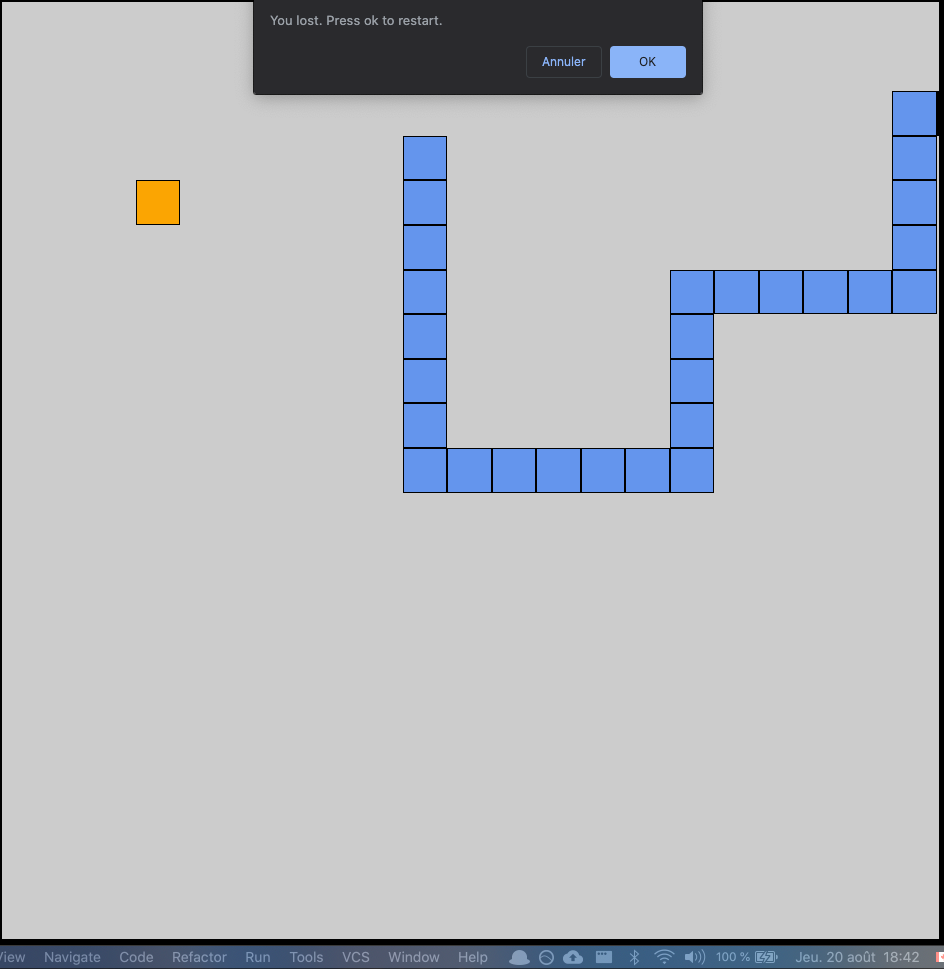 You lost. Press ok to restart.
Annuler OK
View Navigate Code Refactor Run Tools VCS Window Help 100 % Jeu. 20 août 18:42